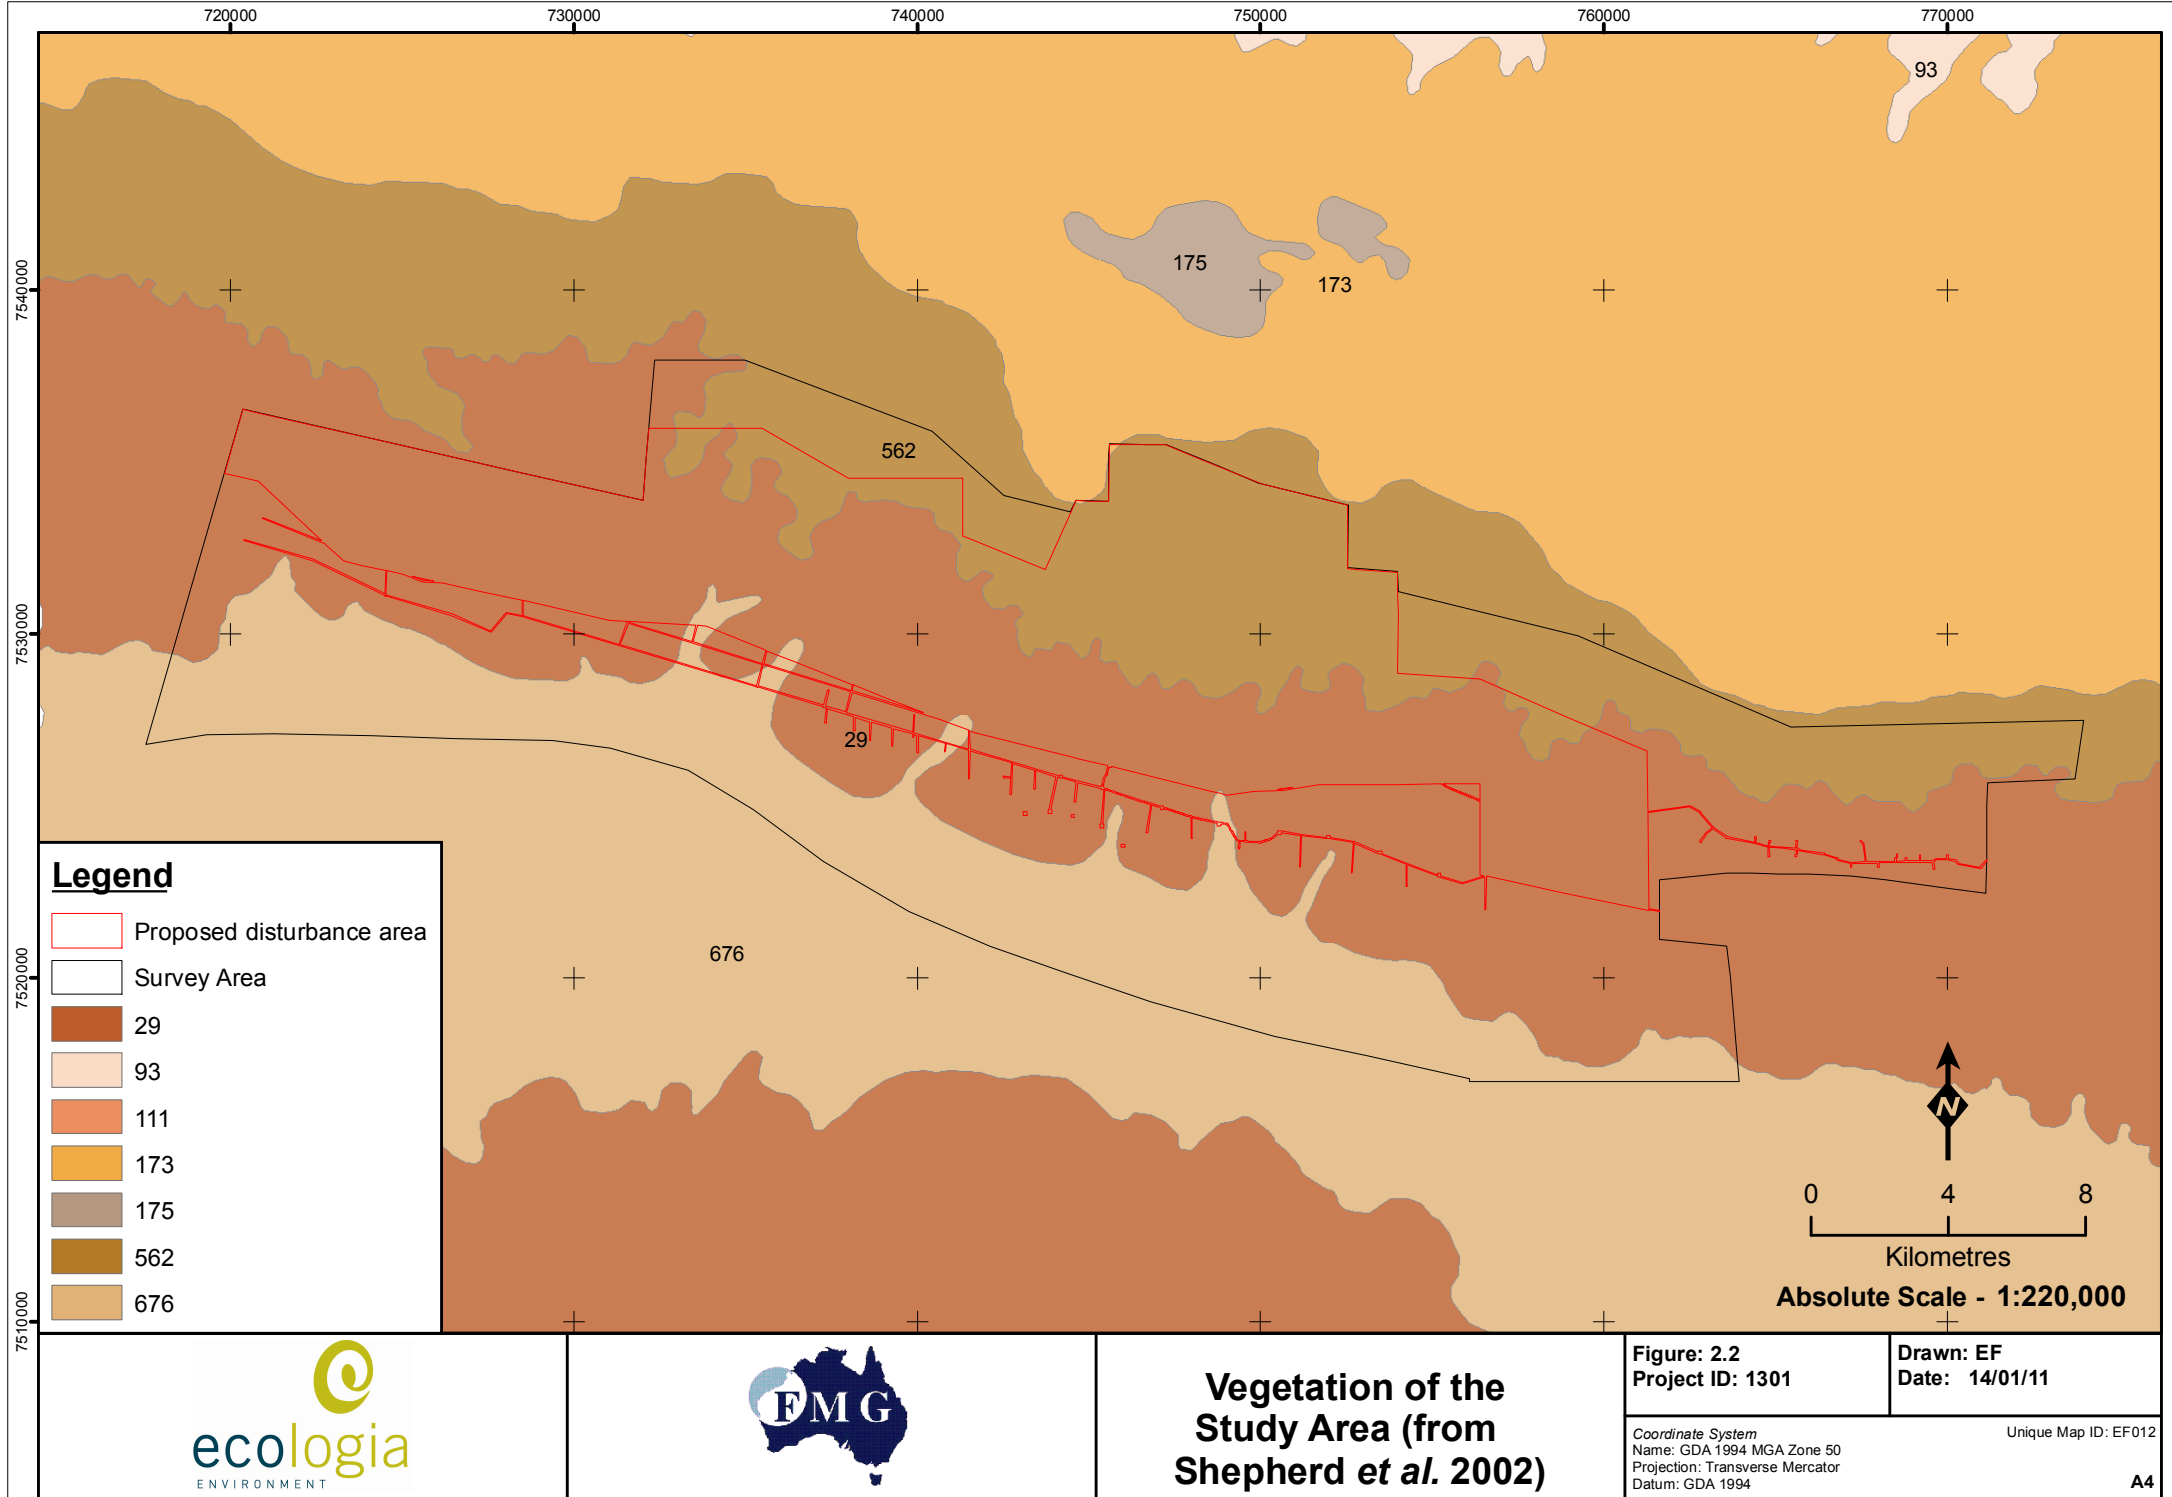 720000 730000 740000 750000 760000 770000
93
7540000
175
173
562
7530000
29
676
7520000
7510000
Legend
Proposed disturbance area
Survey Area
29
93
111
173
175
562
676
N
0 4 8
Kilometres
Absolute Scale - 1:220,000
ecologia
ENVIRONMENT
FMG
Vegetation of the
Study Area (from
Shepherd et al. 2002)
Figure: 2.2
Project ID: 1301
Drawn: EF
Date: 14/01/11
Coordinate System
Name: GDA 1994 MGA Zone 50
Projection: Transverse Mercator
Datum: GDA 1994
Unique Map ID: EF012
A4